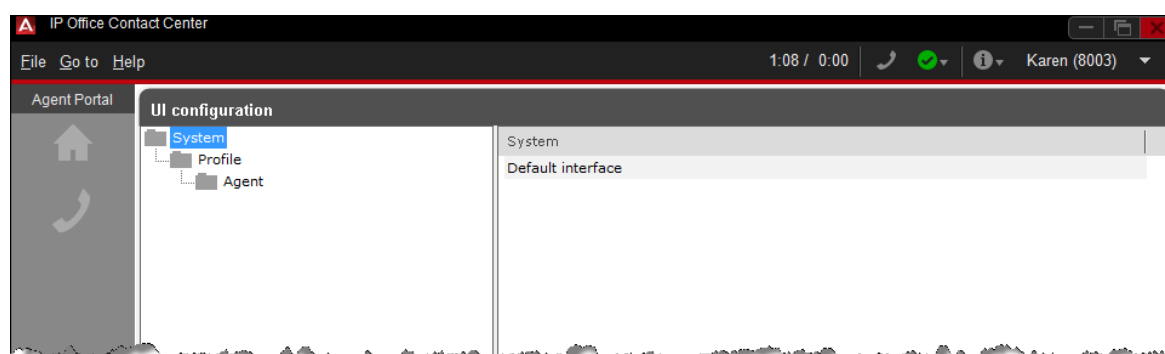 IP Office Contact Center
File Go to Help
1:08 / 0:00
Karen (8003)
Agent Portal
UI configuration
System
Profile
Agent
System
Default interface